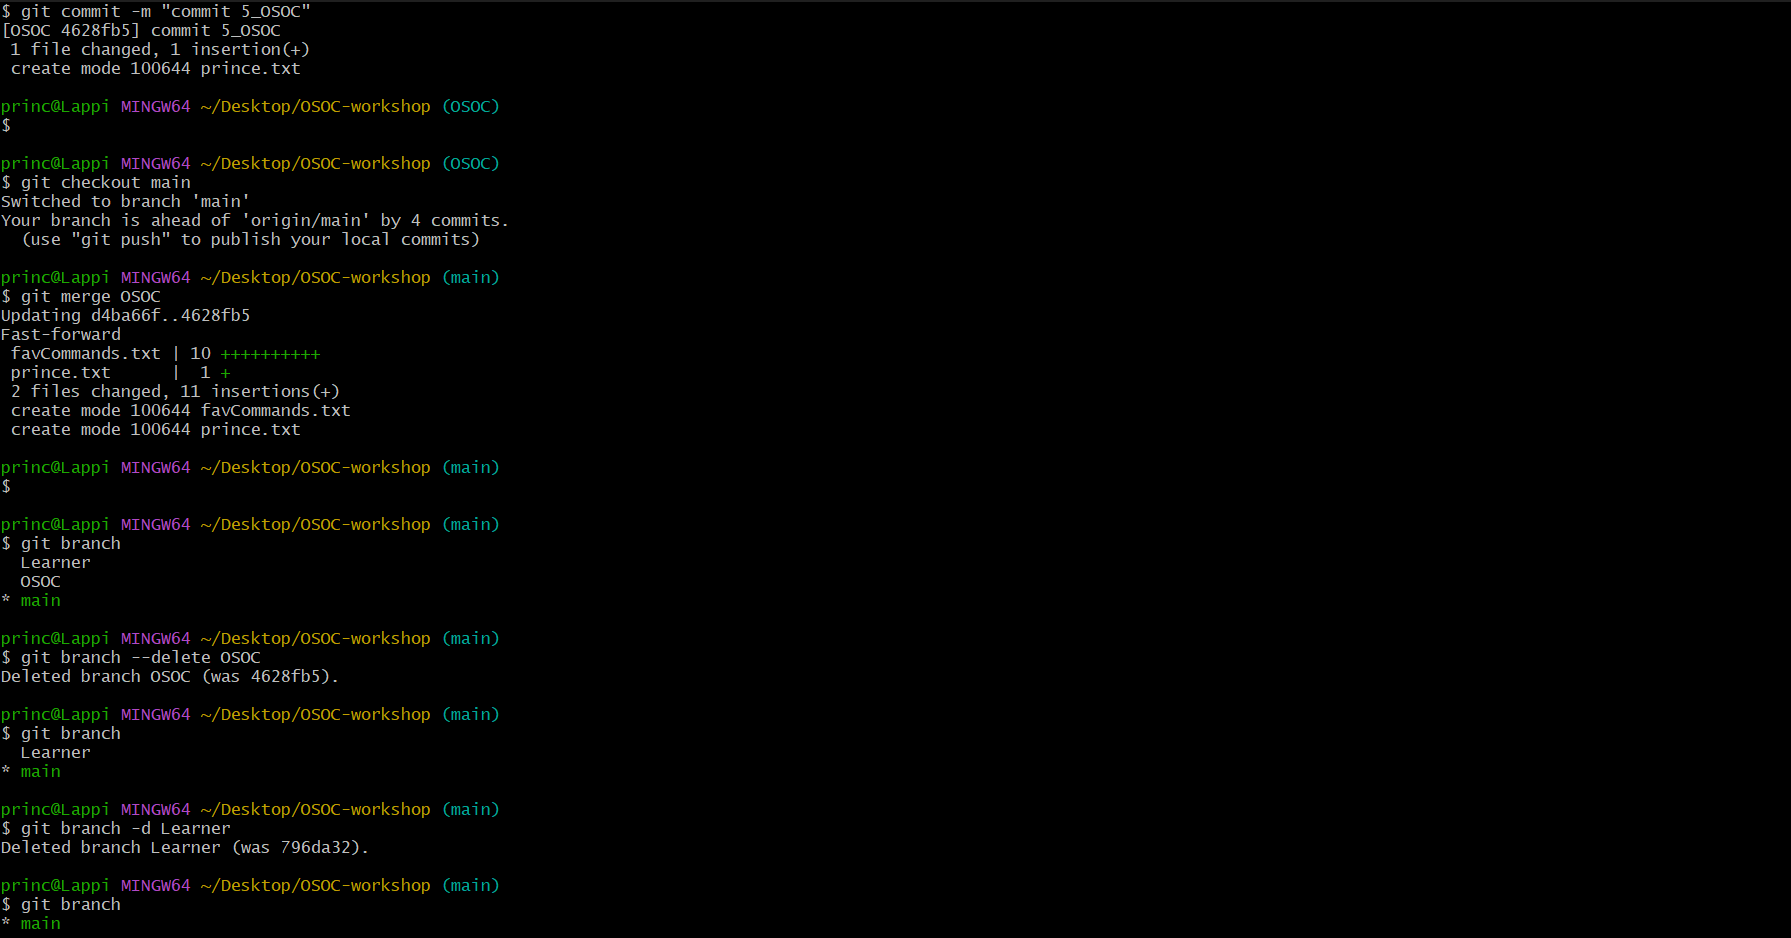 $ git commit -m "commit 5_OSOC"
[OSOC 4628fb5] commit 5_OSOC
 1 file changed, 1 insertion(+)
 create mode 100644 prince.txt
princ@Lappi MINGW64 ~/Desktop/OSOC-workshop (OSOC)
$
princ@Lappi MINGW64 ~/Desktop/OSOC-workshop (OSOC)
$ git checkout main
Switched to branch 'main'
Your branch is ahead of 'origin/main' by 4 commits.
  (use "git push" to publish your local commits)
princ@Lappi MINGW64 ~/Desktop/OSOC-workshop (main)
$ git merge OSOC
Updating d4ba66f..4628fb5
Fast-forward
 favCommands.txt | 10 ++++++++++
 prince.txt      |  1 +
 2 files changed, 11 insertions(+)
 create mode 100644 favCommands.txt
 create mode 100644 prince.txt
princ@Lappi MINGW64 ~/Desktop/OSOC-workshop (main)
$
princ@Lappi MINGW64 ~/Desktop/OSOC-workshop (main)
$ git branch
  Learner
  OSOC
* main
princ@Lappi MINGW64 ~/Desktop/OSOC-workshop (main)
$ git branch --delete OSOC
Deleted branch OSOC (was 4628fb5).
princ@Lappi MINGW64 ~/Desktop/OSOC-workshop (main)
$ git branch
  Learner
* main
princ@Lappi MINGW64 ~/Desktop/OSOC-workshop (main)
$ git branch -d Learner
Deleted branch Learner (was 796da32).
princ@Lappi MINGW64 ~/Desktop/OSOC-workshop (main)
$ git branch
* main